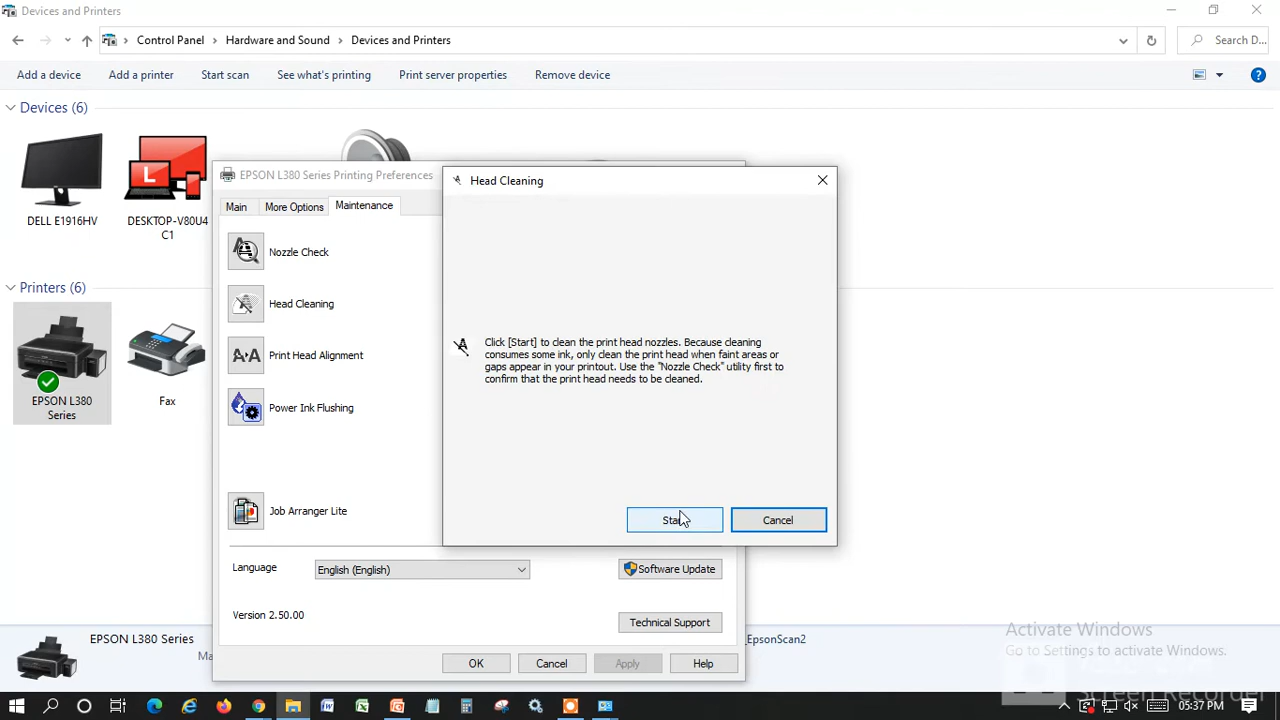 Devices and Printers
Control Panel > Hardware and Sound > Devices and Printers
Search D...
Add a device Add a printer Start scan See what's printing Print server properties Remove device
Devices (6)
DELL E1916HV
DESKTOP-V80U4
C1
Printers (6)
EPSON L380
Series
Fax
EPSON L380 Series Printing Preferences
Main More Options Maintenance
Nozzle Check
Head Cleaning
Print Head Alignment
Power Ink Flushing
Job Arranger Lite
Language English (English) Software Update
Version 2.50.00
Technical Support
OK Cancel Apply Help
Head Cleaning
Click [Start] to clean the print head nozzles. Because cleaning
consumes some ink, only clean the print head when faint areas or
gaps appear in your printout. Use the "Nozzle Check" utility first to
confirm that the print head needs to be cleaned.
Start Cancel
EPSON L380 Series
_EpsonScan2
Activate Windows
Go to Settings to activate Windows.
Screen Recorder
05:37 PM